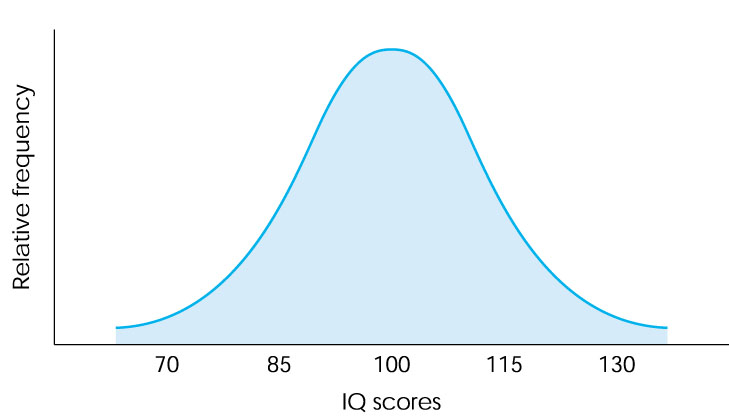 Relative frequency
70 85 100 115 130
IQ scores